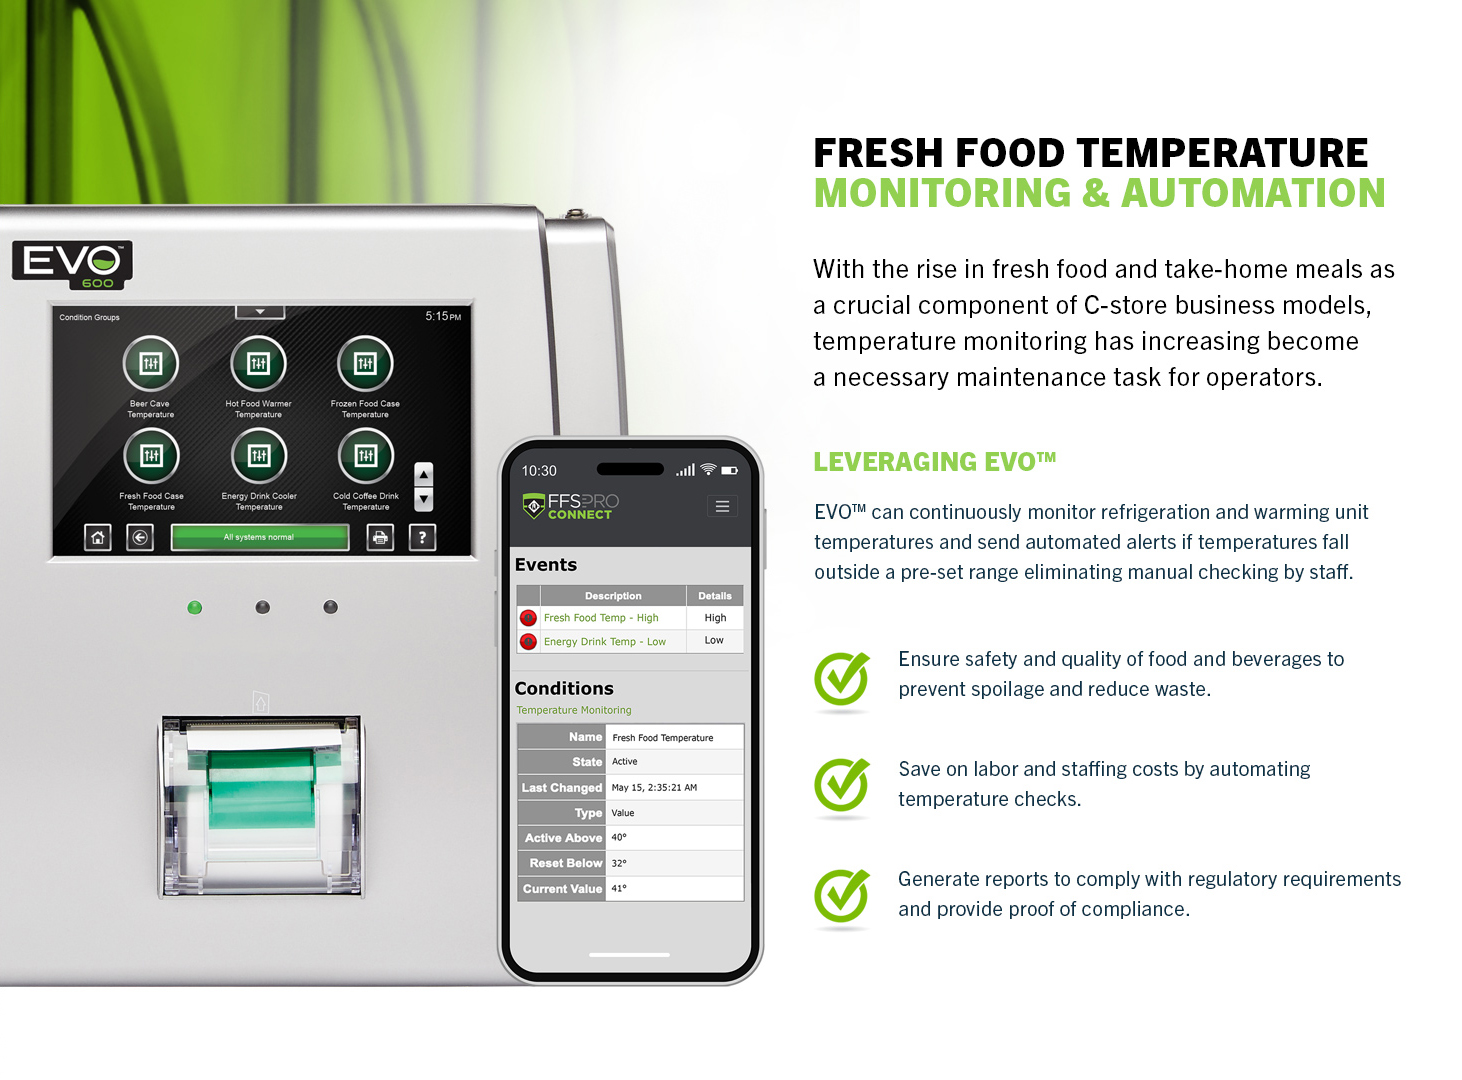 FRESH FOOD TEMPERATURE
MONITORING & AUTOMATION
With the rise in fresh food and take-home meals as
a crucial component of C-store business models,
temperature monitoring has increasing become
a necessary maintenance task for operators.
LEVERAGING EVO™
EVO™ can continuously monitor refrigeration and warming unit
temperatures and send automated alerts if temperatures fall
outside a pre-set range eliminating manual checking by staff.
Ensure safety and quality of food and beverages to
prevent spoilage and reduce waste.
Save on labor and staffing costs by automating
temperature checks.
Generate reports to comply with regulatory requirements
and provide proof of compliance.
EVO™
600
Condition Groups
5:15 PM
Beer Cave
Temperature
Hot Food Warmer
Temperature
Frozen Food Case
Temperature
Fresh Food Case
Temperature
Energy Drink Cooler
Temperature
Cold Coffee Drink
Temperature
All systems normal
?
10:30
FFSPRO
CONNECT
Events
Description Details
Fresh Food Temp - High High
Energy Drink Temp - Low Low
Conditions
Temperature Monitoring
Name Fresh Food Temperature
State Active
Last Changed May 15, 2:35:21 AM
Type Value
Active Above 40°
Reset Below 32°
Current Value 41°